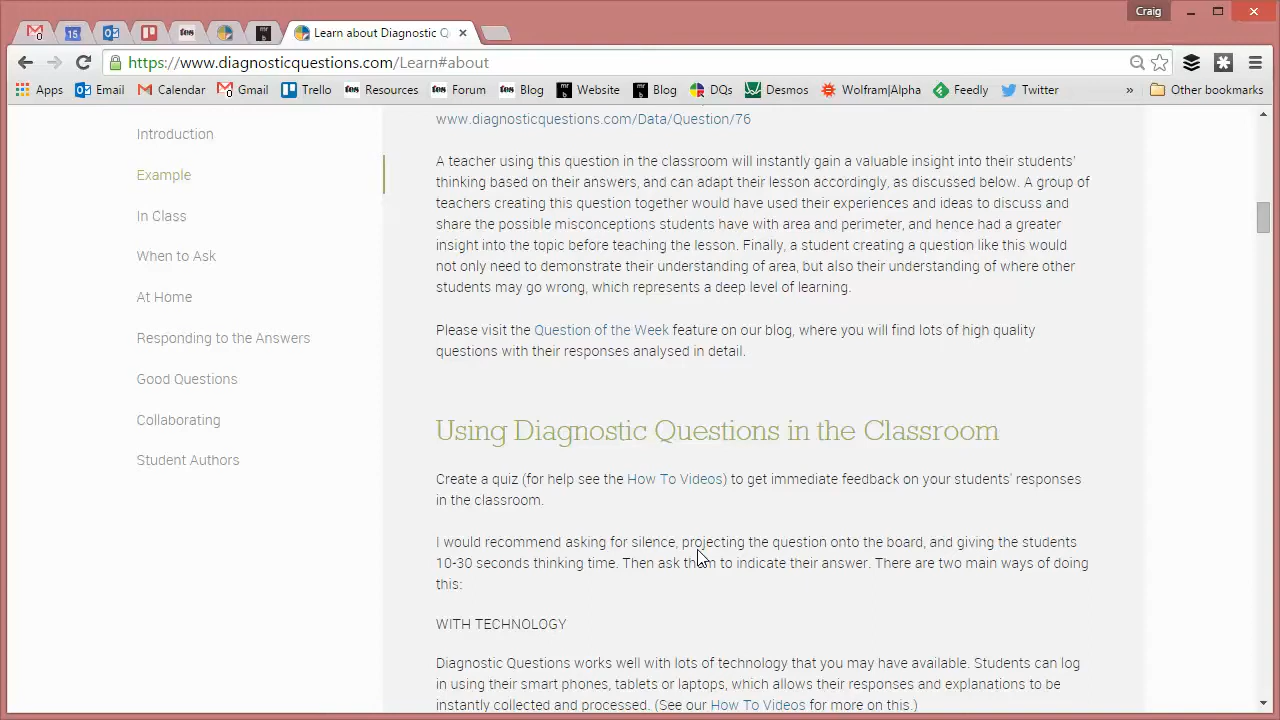 Craig
Learn about Diagnostic Q
https://www.diagnosticquestions.com/Learn#about
Apps Email Calendar Gmail Trello tes Resources tes Forum tes Blog Website Blog DQs Desmos Wolfram|Alpha Feedly Twitter » Other bookmarks
Introduction
Example
In Class
When to Ask
At Home
Responding to the Answers
Good Questions
Collaborating
Student Authors
www.diagnosticquestions.com/Data/Question/76
A teacher using this question in the classroom will instantly gain a valuable insight into their students'
thinking based on their answers, and can adapt their lesson accordingly, as discussed below. A group of
teachers creating this question together would have used their experiences and ideas to discuss and
share the possible misconceptions students have with area and perimeter, and hence had a greater
insight into the topic before teaching the lesson. Finally, a student creating a question like this would
not only need to demonstrate their understanding of area, but also their understanding of where other
students may go wrong, which represents a deep level of learning.
Please visit the Question of the Week feature on our blog, where you will find lots of high quality
questions with their responses analysed in detail.
Using Diagnostic Questions in the Classroom
Create a quiz (for help see the How To Videos) to get immediate feedback on your students' responses
in the classroom.
I would recommend asking for silence, projecting the question onto the board, and giving the students
10-30 seconds thinking time. Then ask them to indicate their answer. There are two main ways of doing
this:
WITH TECHNOLOGY
Diagnostic Questions works well with lots of technology that you may have available. Students can log
in using their smart phones, tablets or laptops, which allows their responses and explanations to be
instantly collected and processed. (See our How To Videos for more on this.)